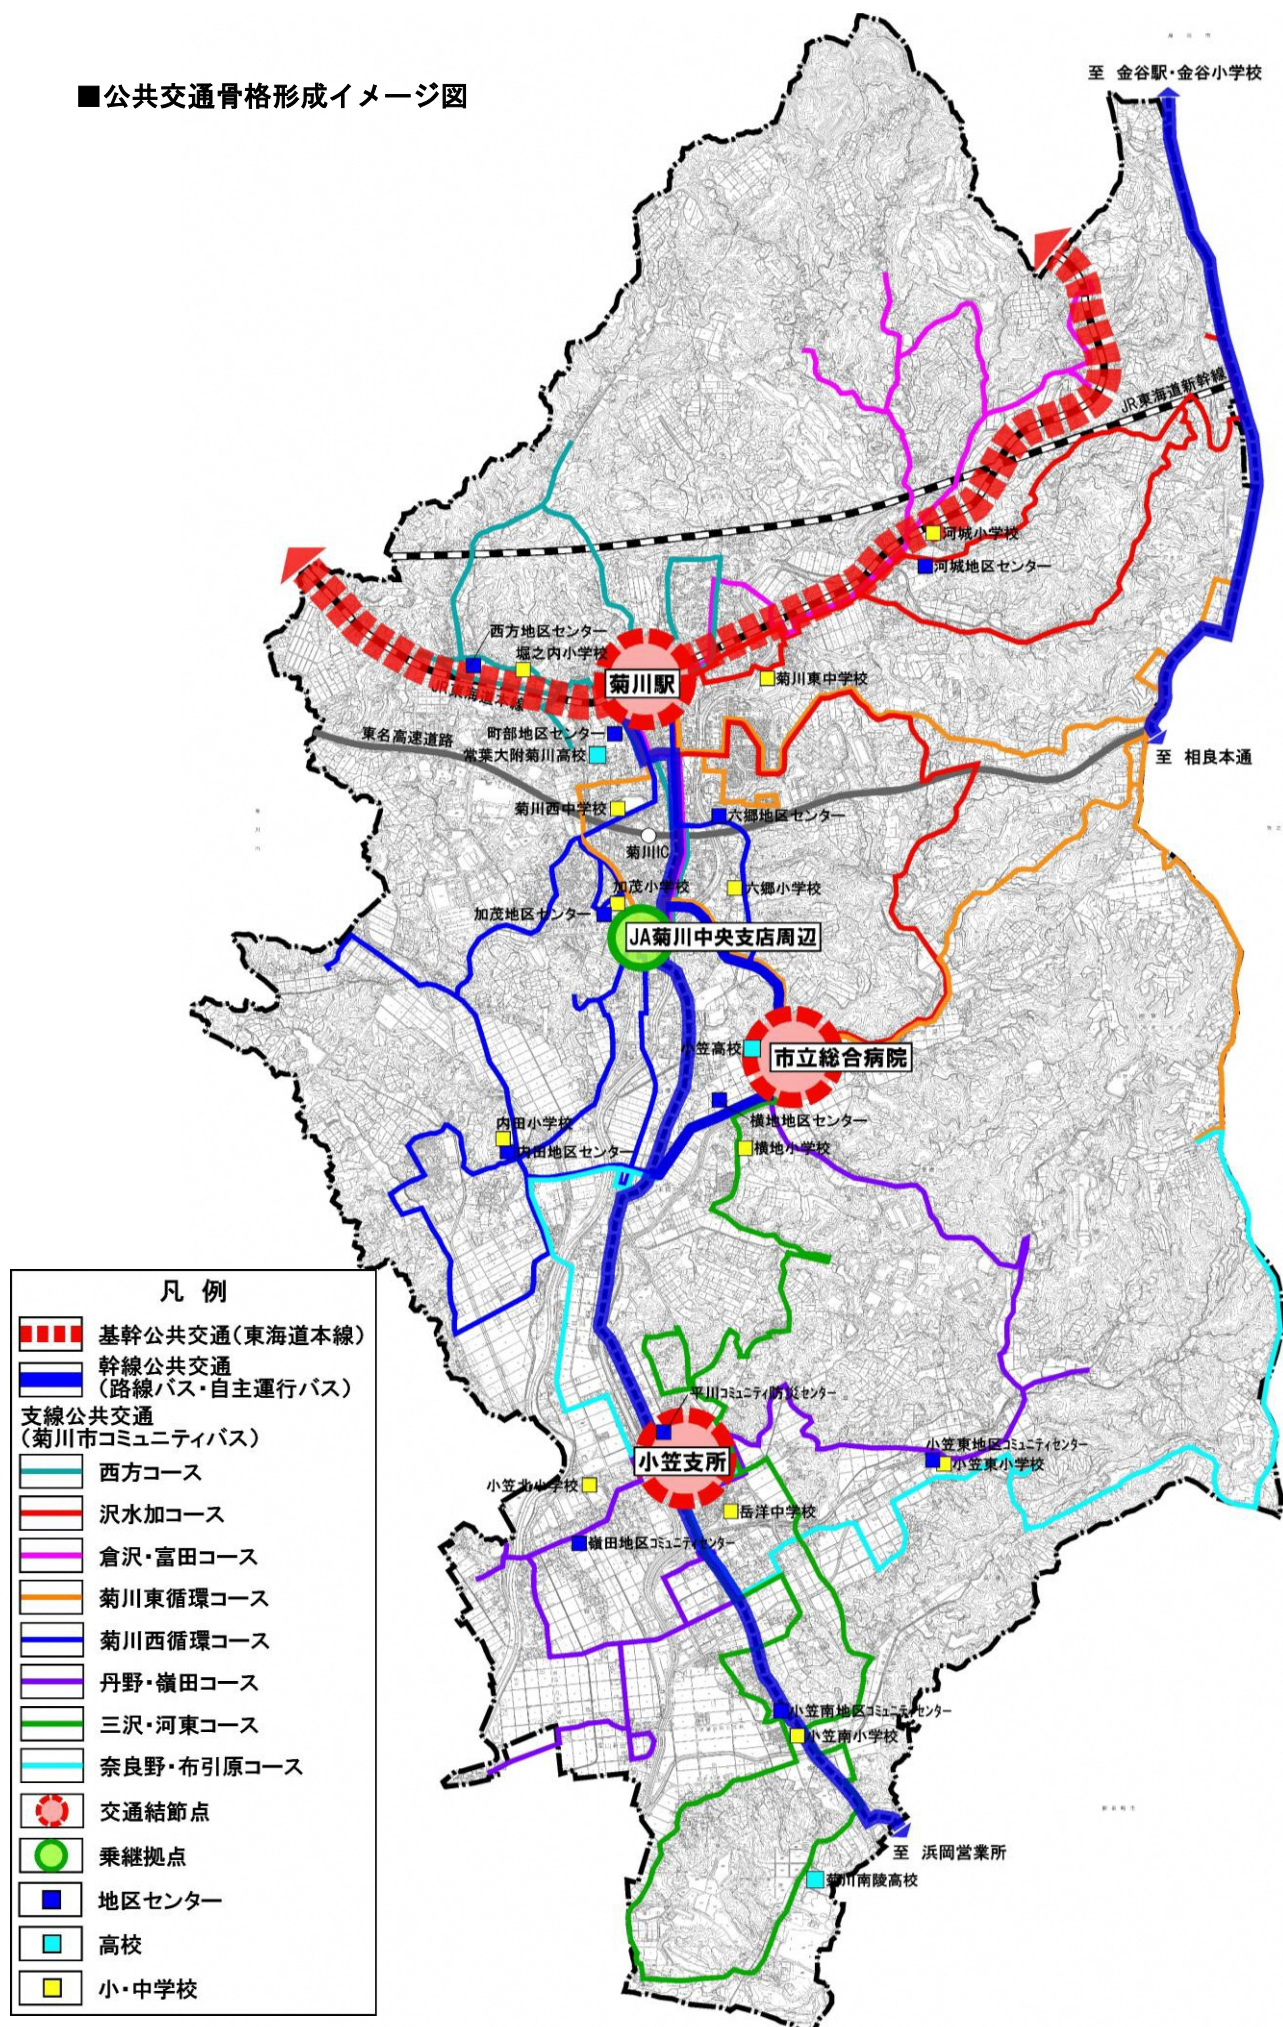 ■公共交通骨格形成イメージ図
至 金谷駅・金谷小学校
JR東海道新幹線
河城小学校
河城地区センター
西方地区センター
堀之内小学校
菊川駅
菊川東中学校
JR東海道本線
東名高速道路
町部地区センター
常葉大附菊川高校
至 相良本通
菊川西中学校
六郷地区センター
菊川IC
加茂小学校
六郷小学校
加茂地区センター
JA菊川中央支店周辺
小笠高校
市立総合病院
横地地区センター
内田小学校
内田地区センター
横地小学校
平川コミュニティ防災センター
小笠支所
小笠東地区コミュニティセンター
小笠東小学校
小笠北小学校
岳洋中学校
嶺田地区コミュニティセンター
小笠南地区コミュニティセンター
小笠南小学校
至 浜岡営業所
菊川南陵高校
凡 例
基幹公共交通(東海道本線)
幹線公共交通
(路線バス・自主運行バス)
支線公共交通
(菊川市コミュニティバス)
西方コース
沢水加コース
倉沢・富田コース
菊川東循環コース
菊川西循環コース
丹野・嶺田コース
三沢・河東コース
奈良野・布引原コース
交通結節点
乗継拠点
地区センター
高校
小・中学校